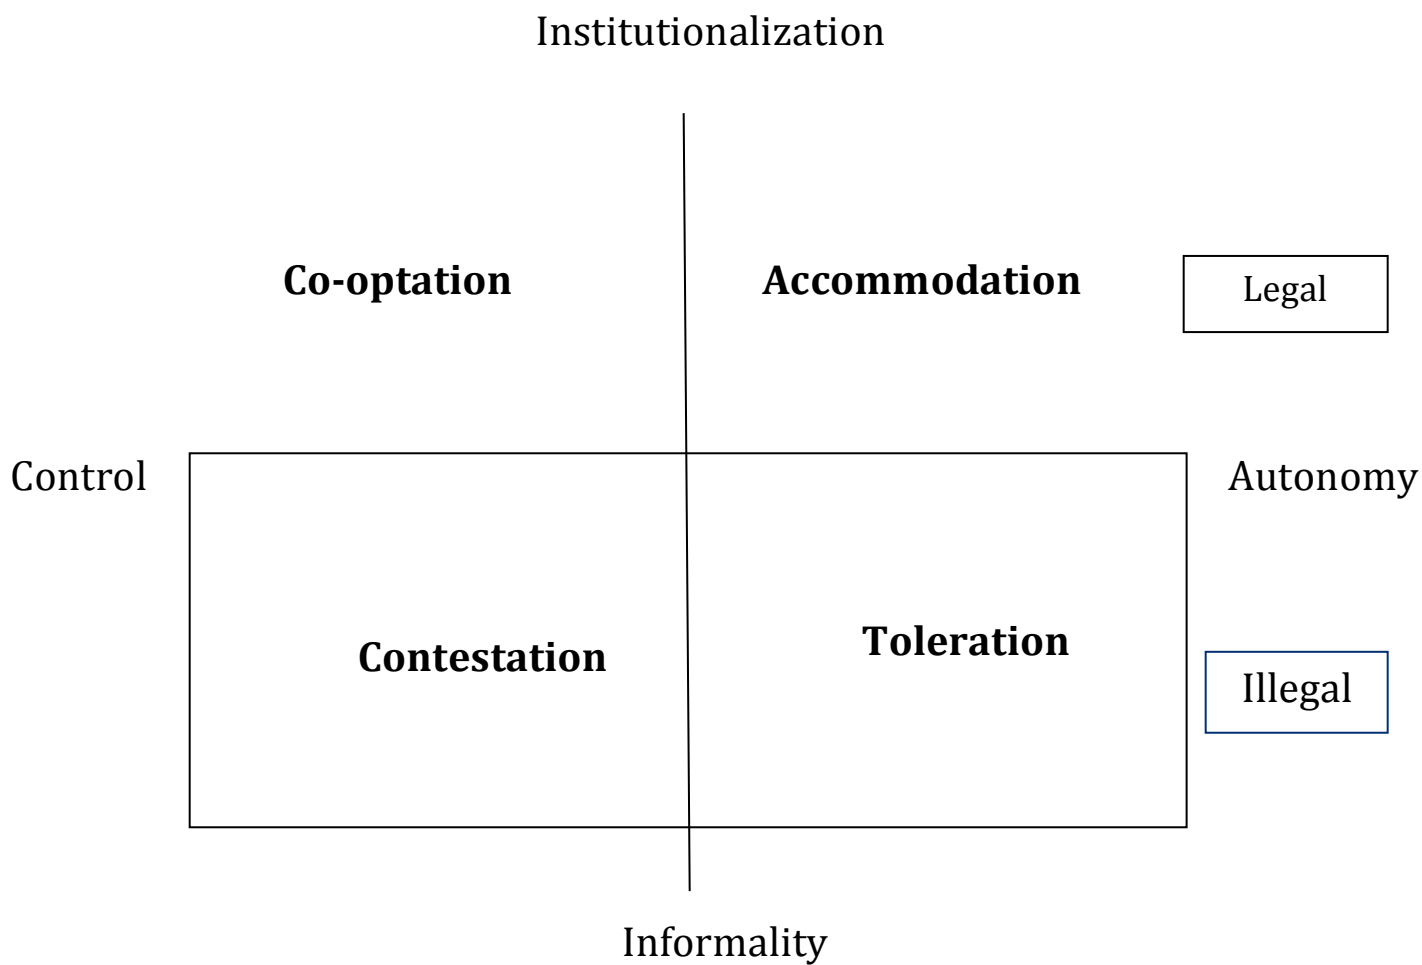 Institutionalization
Co-optation
Accommodation
Legal
Control
Autonomy
Contestation
Toleration
Illegal
Informality